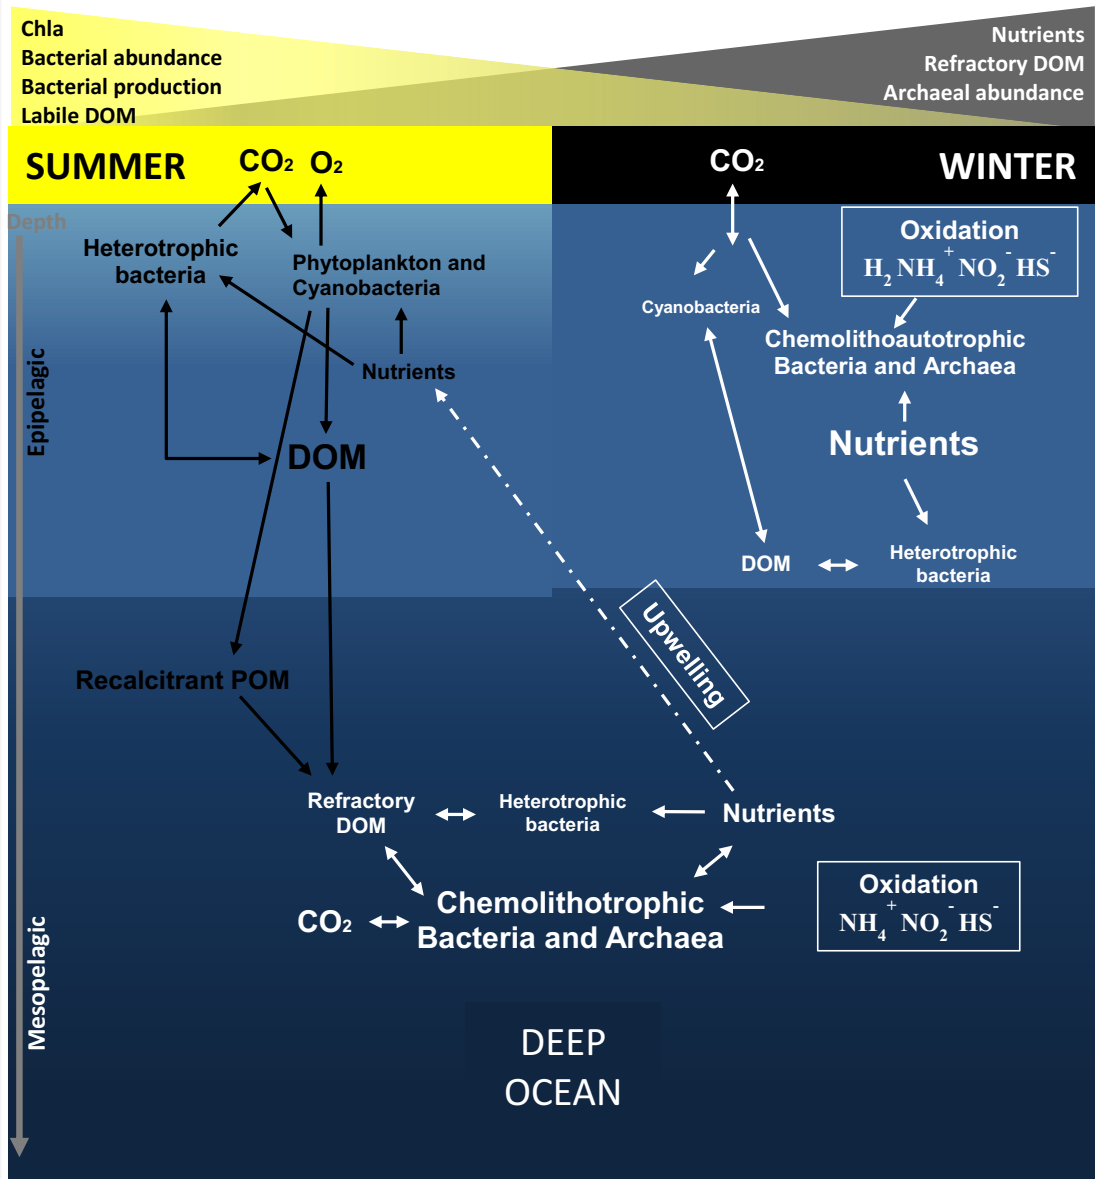 Chla
Bacterial abundance
Bacterial production
Labile DOM
Nutrients
Refractory DOM
Archaeal abundance
SUMMER
CO2 O2
CO2
WINTER
Depth
Heterotrophic
bacteria
Phytoplankton and
Cyanobacteria
Nutrients
DOM
Epipelagic
Oxidation
H2 NH4+ NO2- HS-
Cyanobacteria
Chemolithoautotrophic
Bacteria and Archaea
Nutrients
DOM
Heterotrophic
bacteria
Upwelling
Recalcitrant POM
Refractory
DOM
Heterotrophic
bacteria
Nutrients
CO2
Chemolithotrophic
Bacteria and Archaea
Oxidation
NH4+ NO2- HS-
Mesopelagic
DEEP
OCEAN